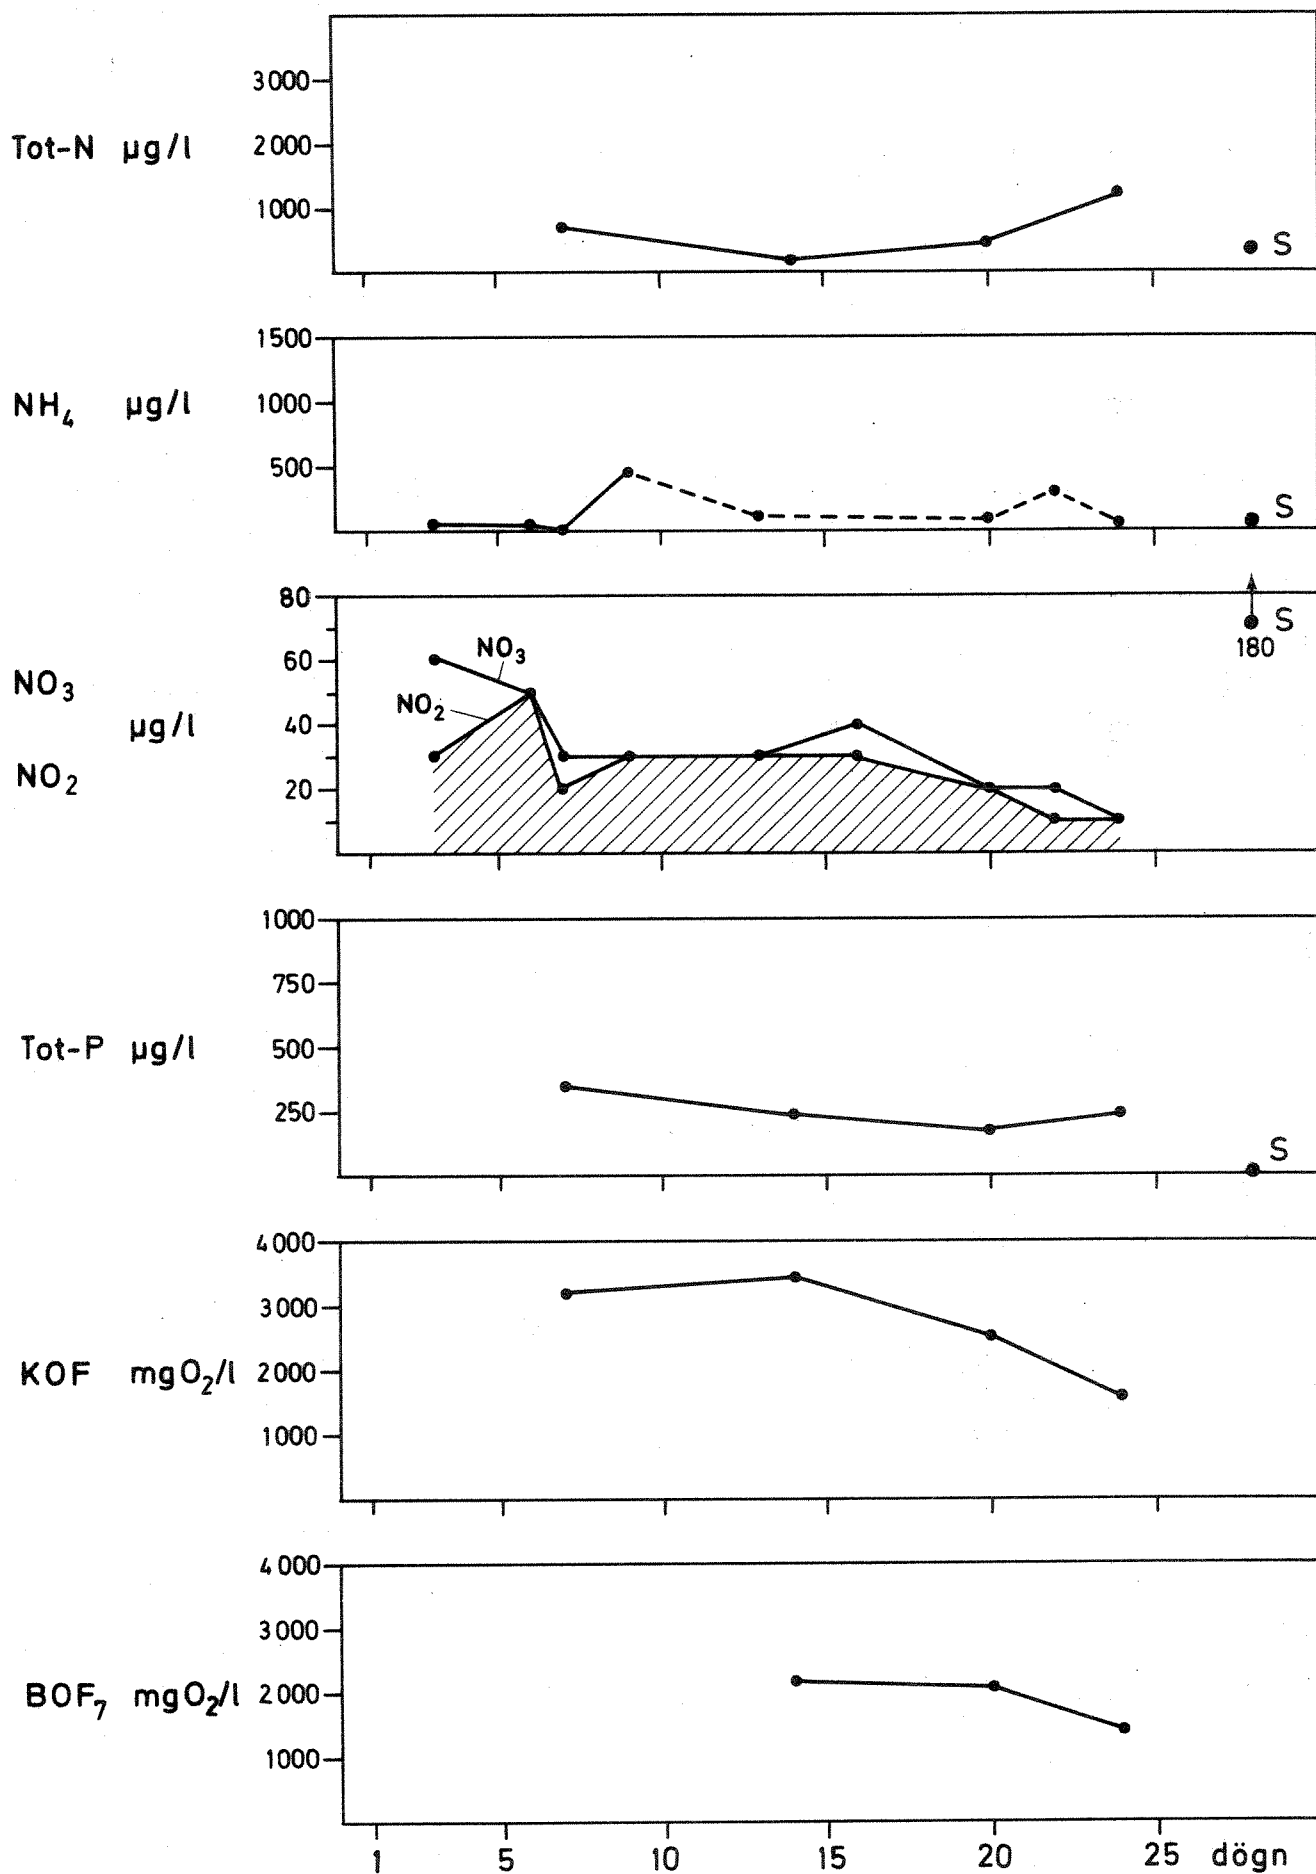 3000
Tot-N µg/l 2000
1000
S
1500
NH₄ µg/l 1000
500
S
80
S
180
NO₃
60
NO₃
NO₂
µg/l 40
NO₂
20
1000
750
Tot-P µg/l 500
250
S
4000
3000
KOF mgO₂/l 2000
1000
4000
3000
BOF₇ mgO₂/l 2000
1000
1 5 10 15 20 25 dögn